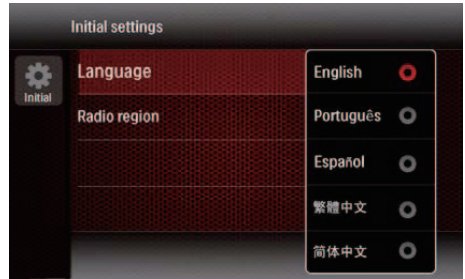 Initial settings
Initial
Language
Radio region
English
Português
Español
繁體中文
简体中文